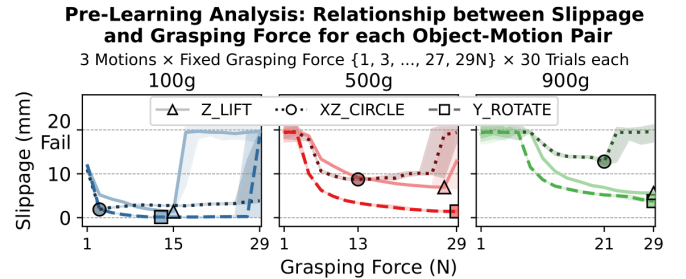 Pre-Learning Analysis: Relationship between Slippage
and Grasping Force for each Object-Motion Pair
3 Motions × Fixed Grasping Force {1, 3, ..., 27, 29N} × 30 Trials each
100g 500g 900g
Z_LIFT XZ_CIRCLE Y_ROTATE
Slippage (mm)
20
Fail
10
0
1 15 29 1 13 29 1 21 29
Grasping Force (N)